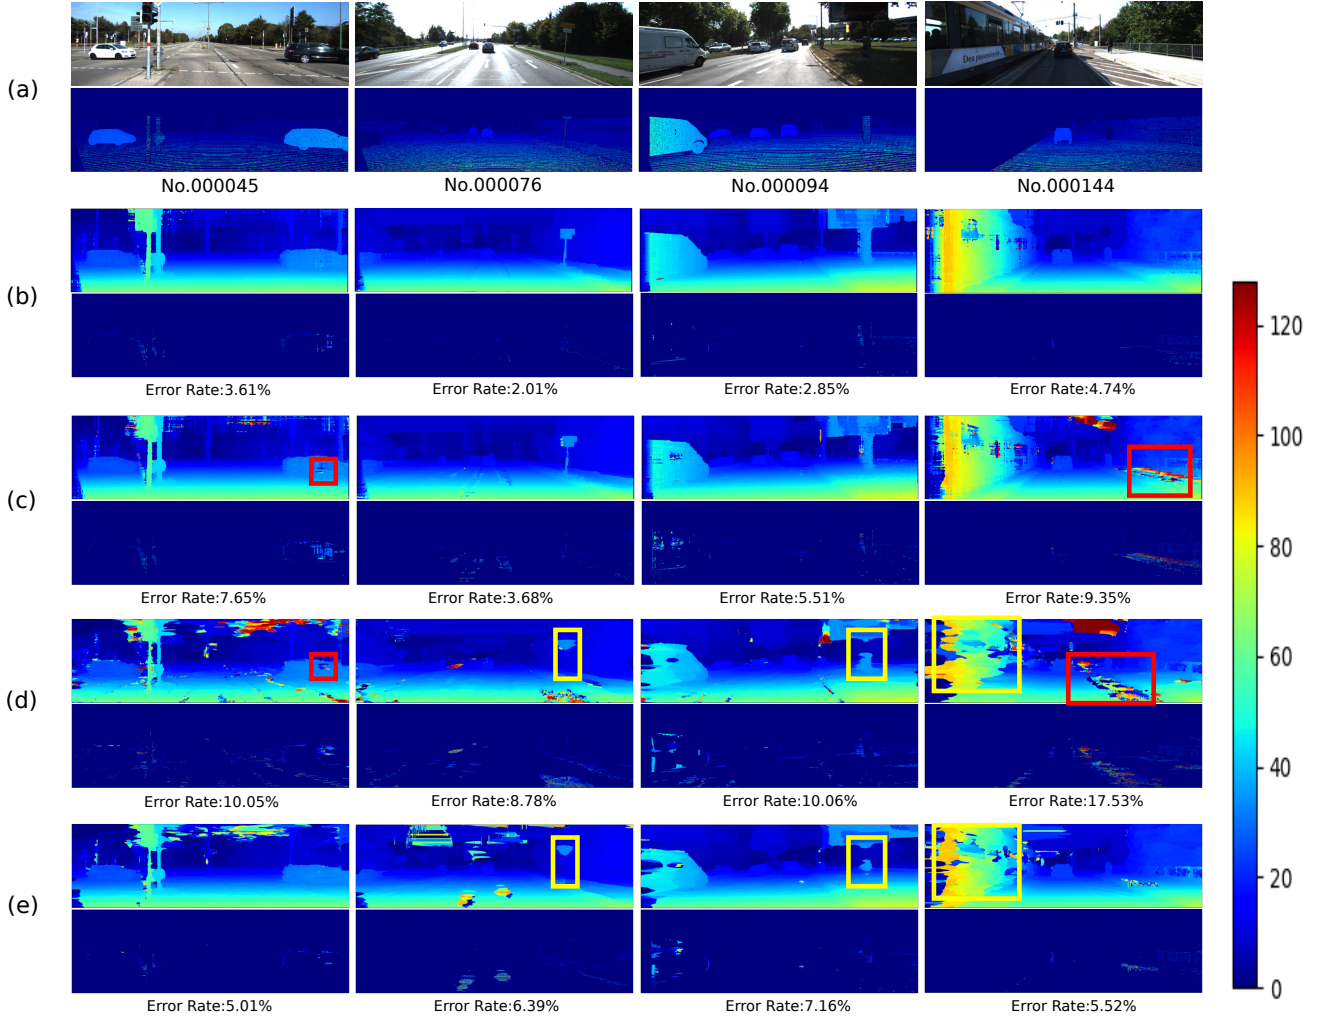 (a)
No.000045 No.000076 No.000094 No.000144
(b)
Error Rate:3.61% Error Rate:2.01% Error Rate:2.85% Error Rate:4.74%
(c)
Error Rate:7.65% Error Rate:3.68% Error Rate:5.51% Error Rate:9.35%
(d)
Error Rate:10.05% Error Rate:8.78% Error Rate:10.06% Error Rate:17.53%
(e)
Error Rate:5.01% Error Rate:6.39% Error Rate:7.16% Error Rate:5.52%
120
100
80
60
40
20
0